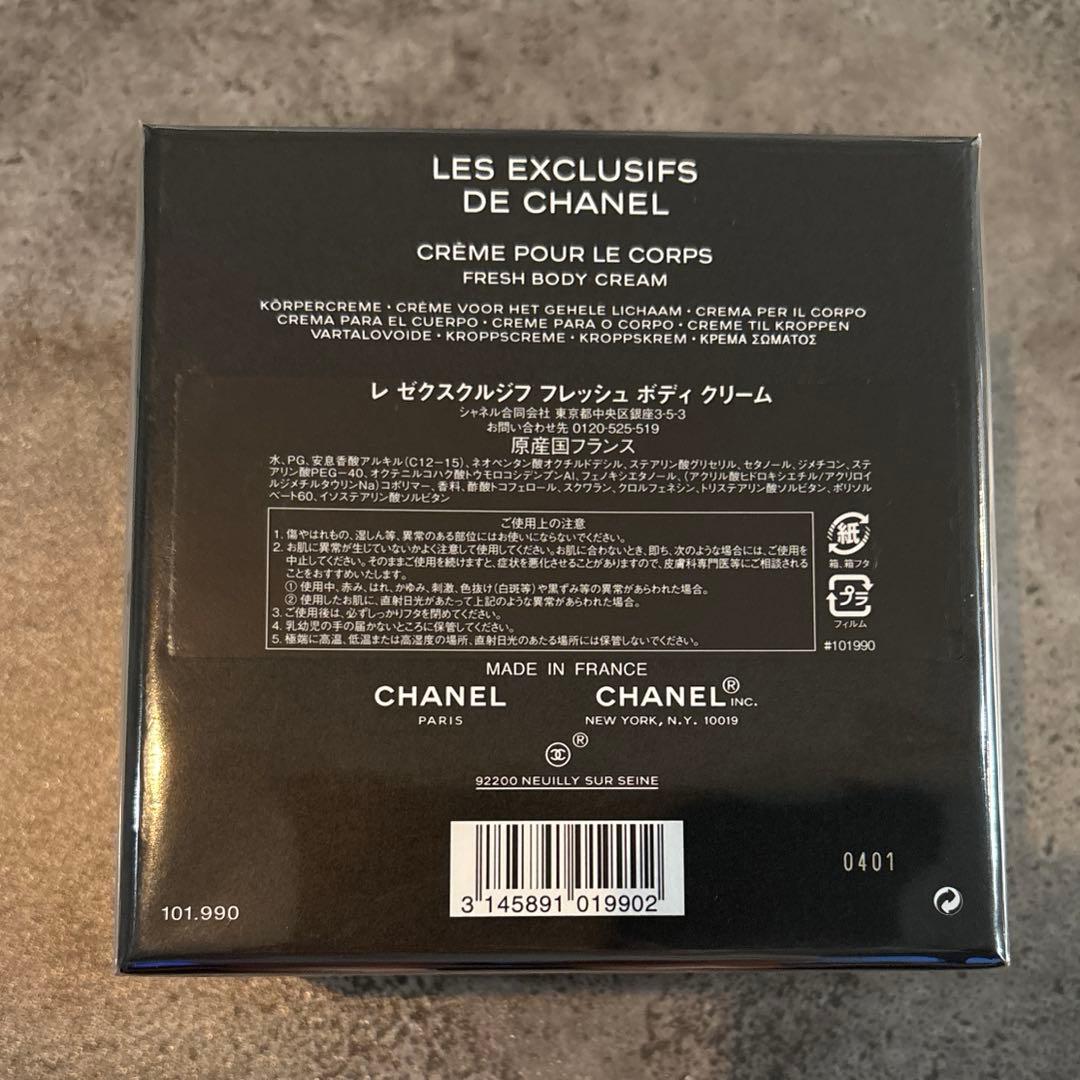 LES EXCLUSIFS
DE CHANEL
CRÈME POUR LE CORPS
FRESH BODY CREAM
KÖRPERCREME · CRÈME VOOR HET GEHELE LICHAAM · CREMA PER IL CORPO
CREMA PARA EL CUERPO · CREME PARA O CORPO · CREME TIL KROPPEN
VARTALOVOIDE · KROPPSCREME · KROPPSKREM · ΚΡΕΜΑ ΣΩΜΑΤΟΣ
レ ゼクスクルジフ フレッシュ ボディ クリーム
シャネル合同会社 東京都中央区銀座3-5-3
お問い合わせ先 0120-525-519
原産国フランス
水、PG、安息香酸アルキル(C12-15)、ネオペンタン酸オクチルドデシル、ステアリン酸グリセリル、セタノール、ジメチコン、ステ
アリン酸PEG-40、オクテニルコハク酸トウモロコシデンプンAl、フェノキシエタノール、(アクリル酸ヒドロキシエチル/アクリロイ
ルジメチルタウリンNa)コポリマー、香料、酢酸トコフェロール、スクワラン、クロルフェネシン、トリステアリン酸ソルビタン、ポリソル
ベート60、イソステアリン酸ソルビタン
ご使用上の注意
1. 傷やはれもの、湿しん等、異常のある部位にはお使いにならないでください。
2. お肌に異常が生じていないかよく注意して使用してください。お肌に合わないとき、即ち、次のような場合には、ご使用を
中止してください。そのままご使用を続けますと、症状を悪化させることがありますので、皮膚科専門医等にご相談される
ことをおすすめいたします。
① 使用中、赤み、はれ、かゆみ、刺激、色抜け(白斑等)や黒ずみ等の異常があらわれた場合。
② 使用したお肌に、直射日光があたって上記のような異常があらわれた場合。
3. ご使用後は、必ずしっかりフタを閉めてください。
4. 乳幼児の手の届かないところに保管してください。
5. 極端に高温、低温または高湿度の場所、直射日光のあたる場所には保管しないでください。
紙
箱、箱フタ
プラ
フィルム
#101990
MADE IN FRANCE
CHANEL
PARIS
CHANEL® INC.
NEW YORK, N.Y. 10019
®
92200 NEUILLY SUR SEINE
3 145891 019902
0401
101.990